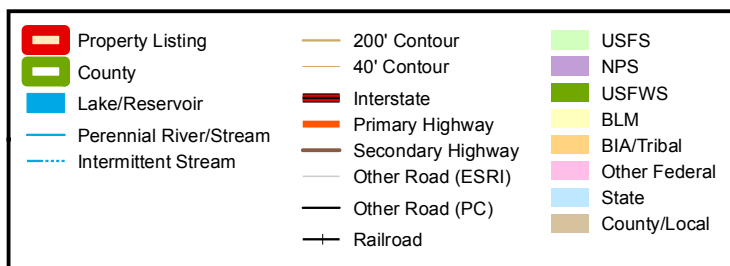 Property Listing
County
Lake/Reservoir
Perennial River/Stream
Intermittent Stream
200' Contour
40' Contour
Interstate
Primary Highway
Secondary Highway
Other Road (ESRI)
Other Road (PC)
Railroad
USFS
NPS
USFWS
BLM
BIA/Tribal
Other Federal
State
County/Local